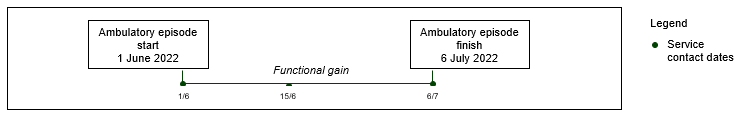 Ambulatory episode
start
1 June 2022
Ambulatory episode
finish
6 July 2022
Functional gain
1/6
15/6
6/7
Legend
Service
contact dates